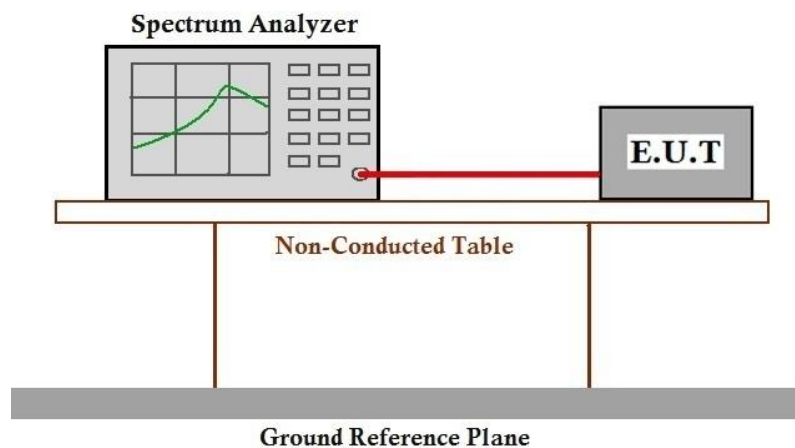 Spectrum Analyzer
E.U.T
Non-Conducted Table
Ground Reference Plane